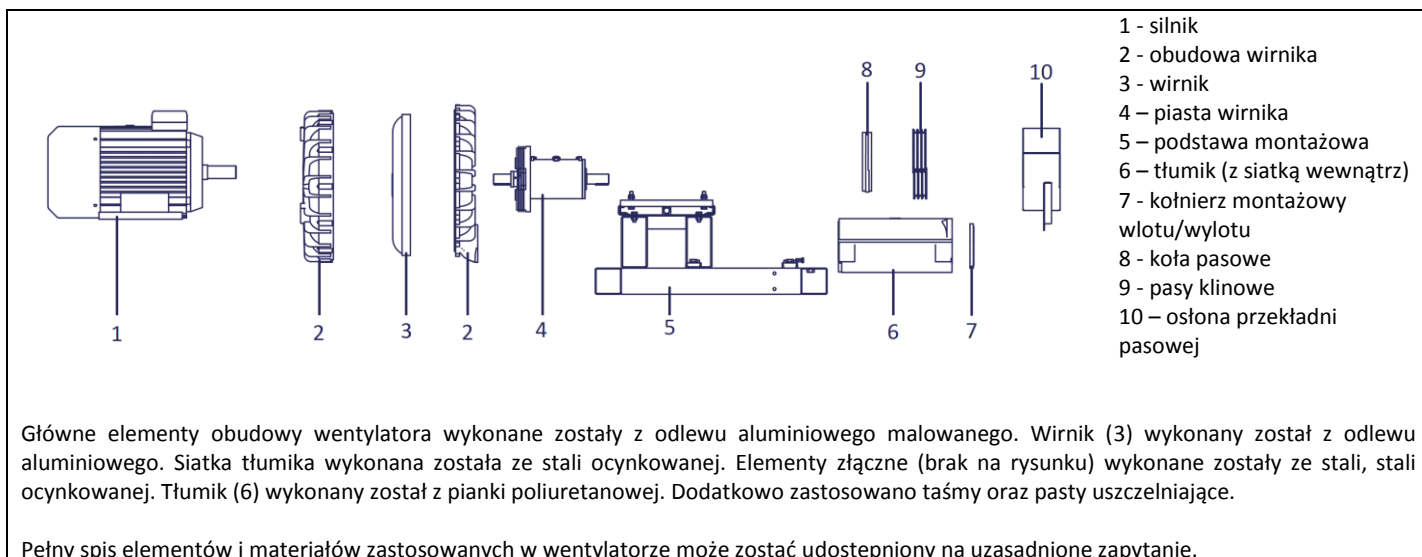 1 - silnik
2 - obudowa wirnika
3 - wirnik
4 – piasta wirnika
5 – podstawa montażowa
6 – tłumik (z siatką wewnątrz)
7 - kołnierz montażowy
wlotu/wylotu
8 - koła pasowe
9 - pasy klinowe
10 – osłona przekładni
pasowej
8 9 10
1 2 3 2 4 5 6 7
Główne elementy obudowy wentylatora wykonane zostały z odlewu aluminiowego malowanego. Wirnik (3) wykonany został z odlewu
aluminiowego. Siatka tłumika wykonana została ze stali ocynkowanej. Elementy złączne (brak na rysunku) wykonane zostały ze stali, stali
ocynkowanej. Tłumik (6) wykonany został z pianki poliuretanowej. Dodatkowo zastosowano taśmy oraz pasty uszczelniające.
Pełny spis elementów i materiałów zastosowanych w wentylatorze może zostać udostępniony na uzasadnione zapytanie.